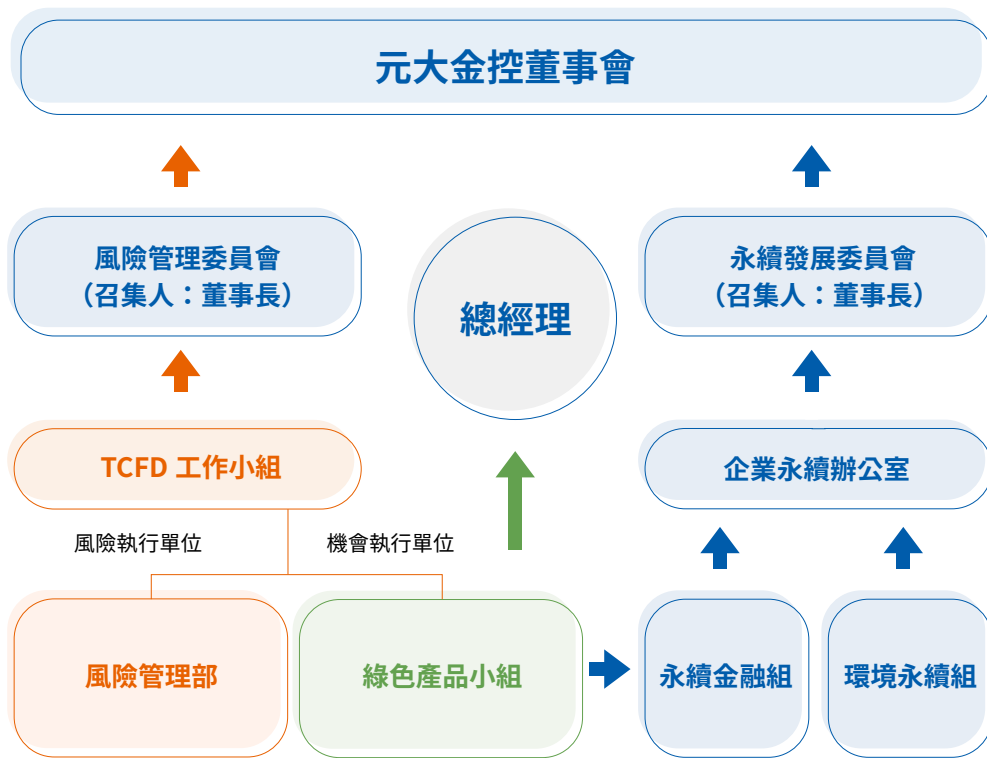 元大金控董事會
風險管理委員會
（召集人：董事長）
總經理
永續發展委員會
（召集人：董事長）
TCFD 工作小組
企業永續辦公室
風險執行單位
機會執行單位
風險管理部
綠色產品小組
永續金融組
環境永續組